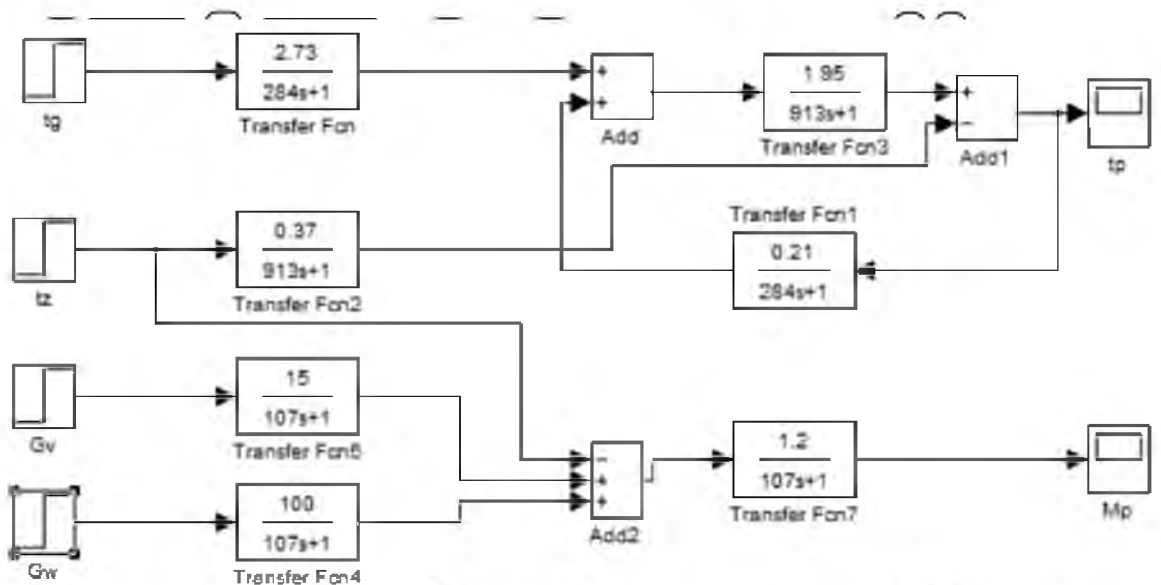 2.73
284s+1
Transfer Fcn
tg
+
+
Add
1.95
913s+1
Transfer Fcn3
+
−
Add1
tp
0.37
913s+1
Transfer Fcn2
tz
Transfer Fcn1
0.21
284s+1
15
107s+1
Transfer Fcn5
Gv
100
107s+1
Transfer Fcn4
Gw
−
+
+
Add2
1.2
107s+1
Transfer Fcn7
Mp